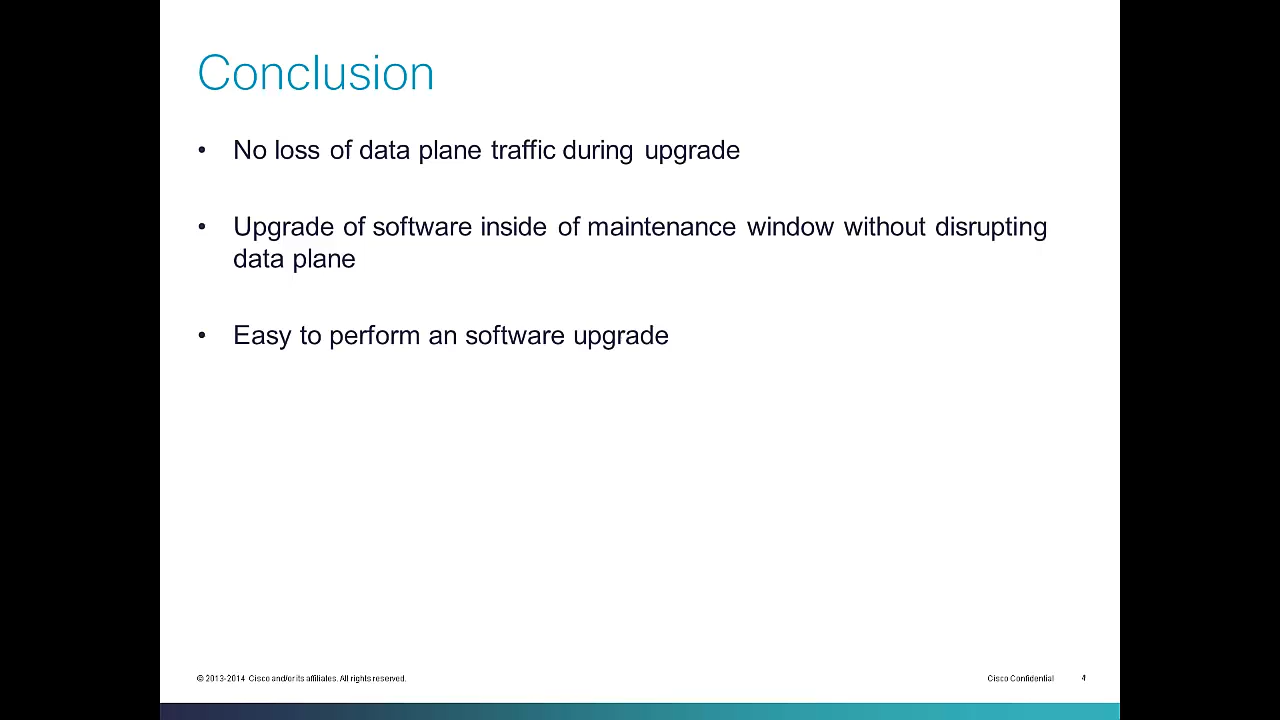 Conclusion
• No loss of data plane traffic during upgrade
• Upgrade of software inside of maintenance window without disrupting
data plane
• Easy to perform an software upgrade
© 2013-2014 Cisco and/or its affiliates. All rights reserved.
Cisco Confidential
4